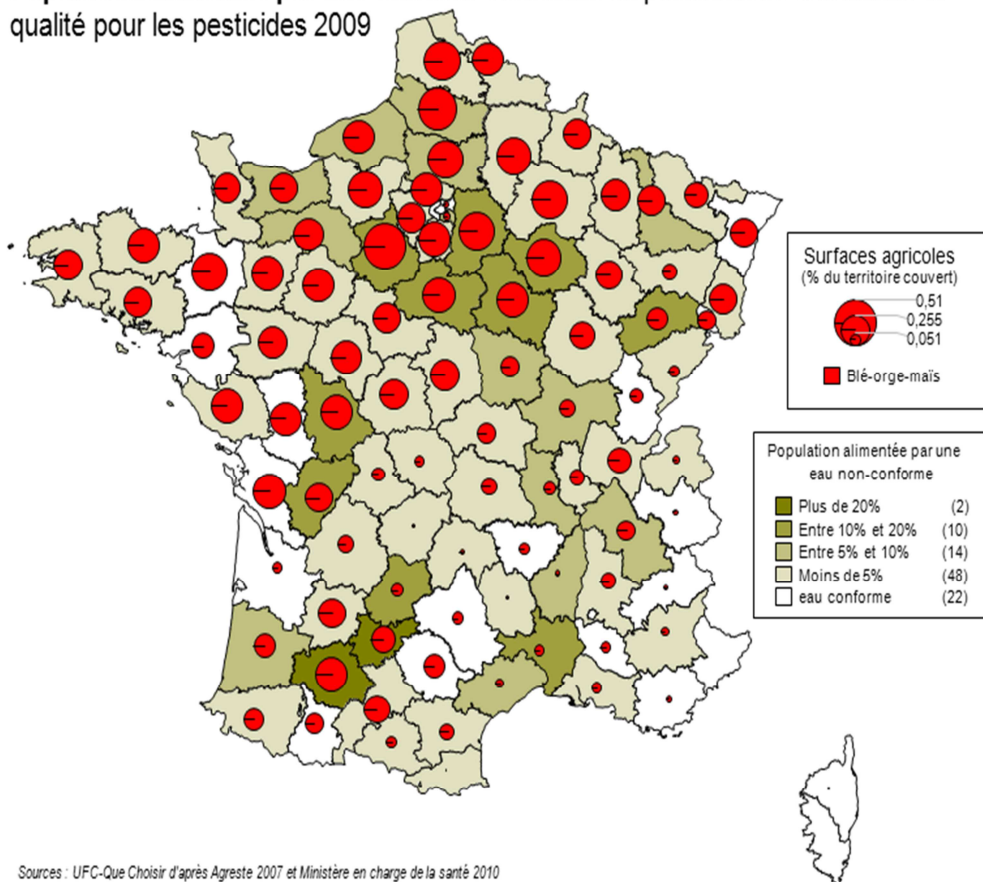 qualité pour les pesticides 2009
Surfaces agricoles
(% du territoire couvert)
0,51
0,255
0,051
Blé-orge-maïs
Population alimentée par une
eau non-conforme
Plus de 20% (2)
Entre 10% et 20% (10)
Entre 5% et 10% (14)
Moins de 5% (48)
eau conforme (22)
Sources : UFC-Que Choisir d'après Agreste 2007 et Ministère en charge de la santé 2010